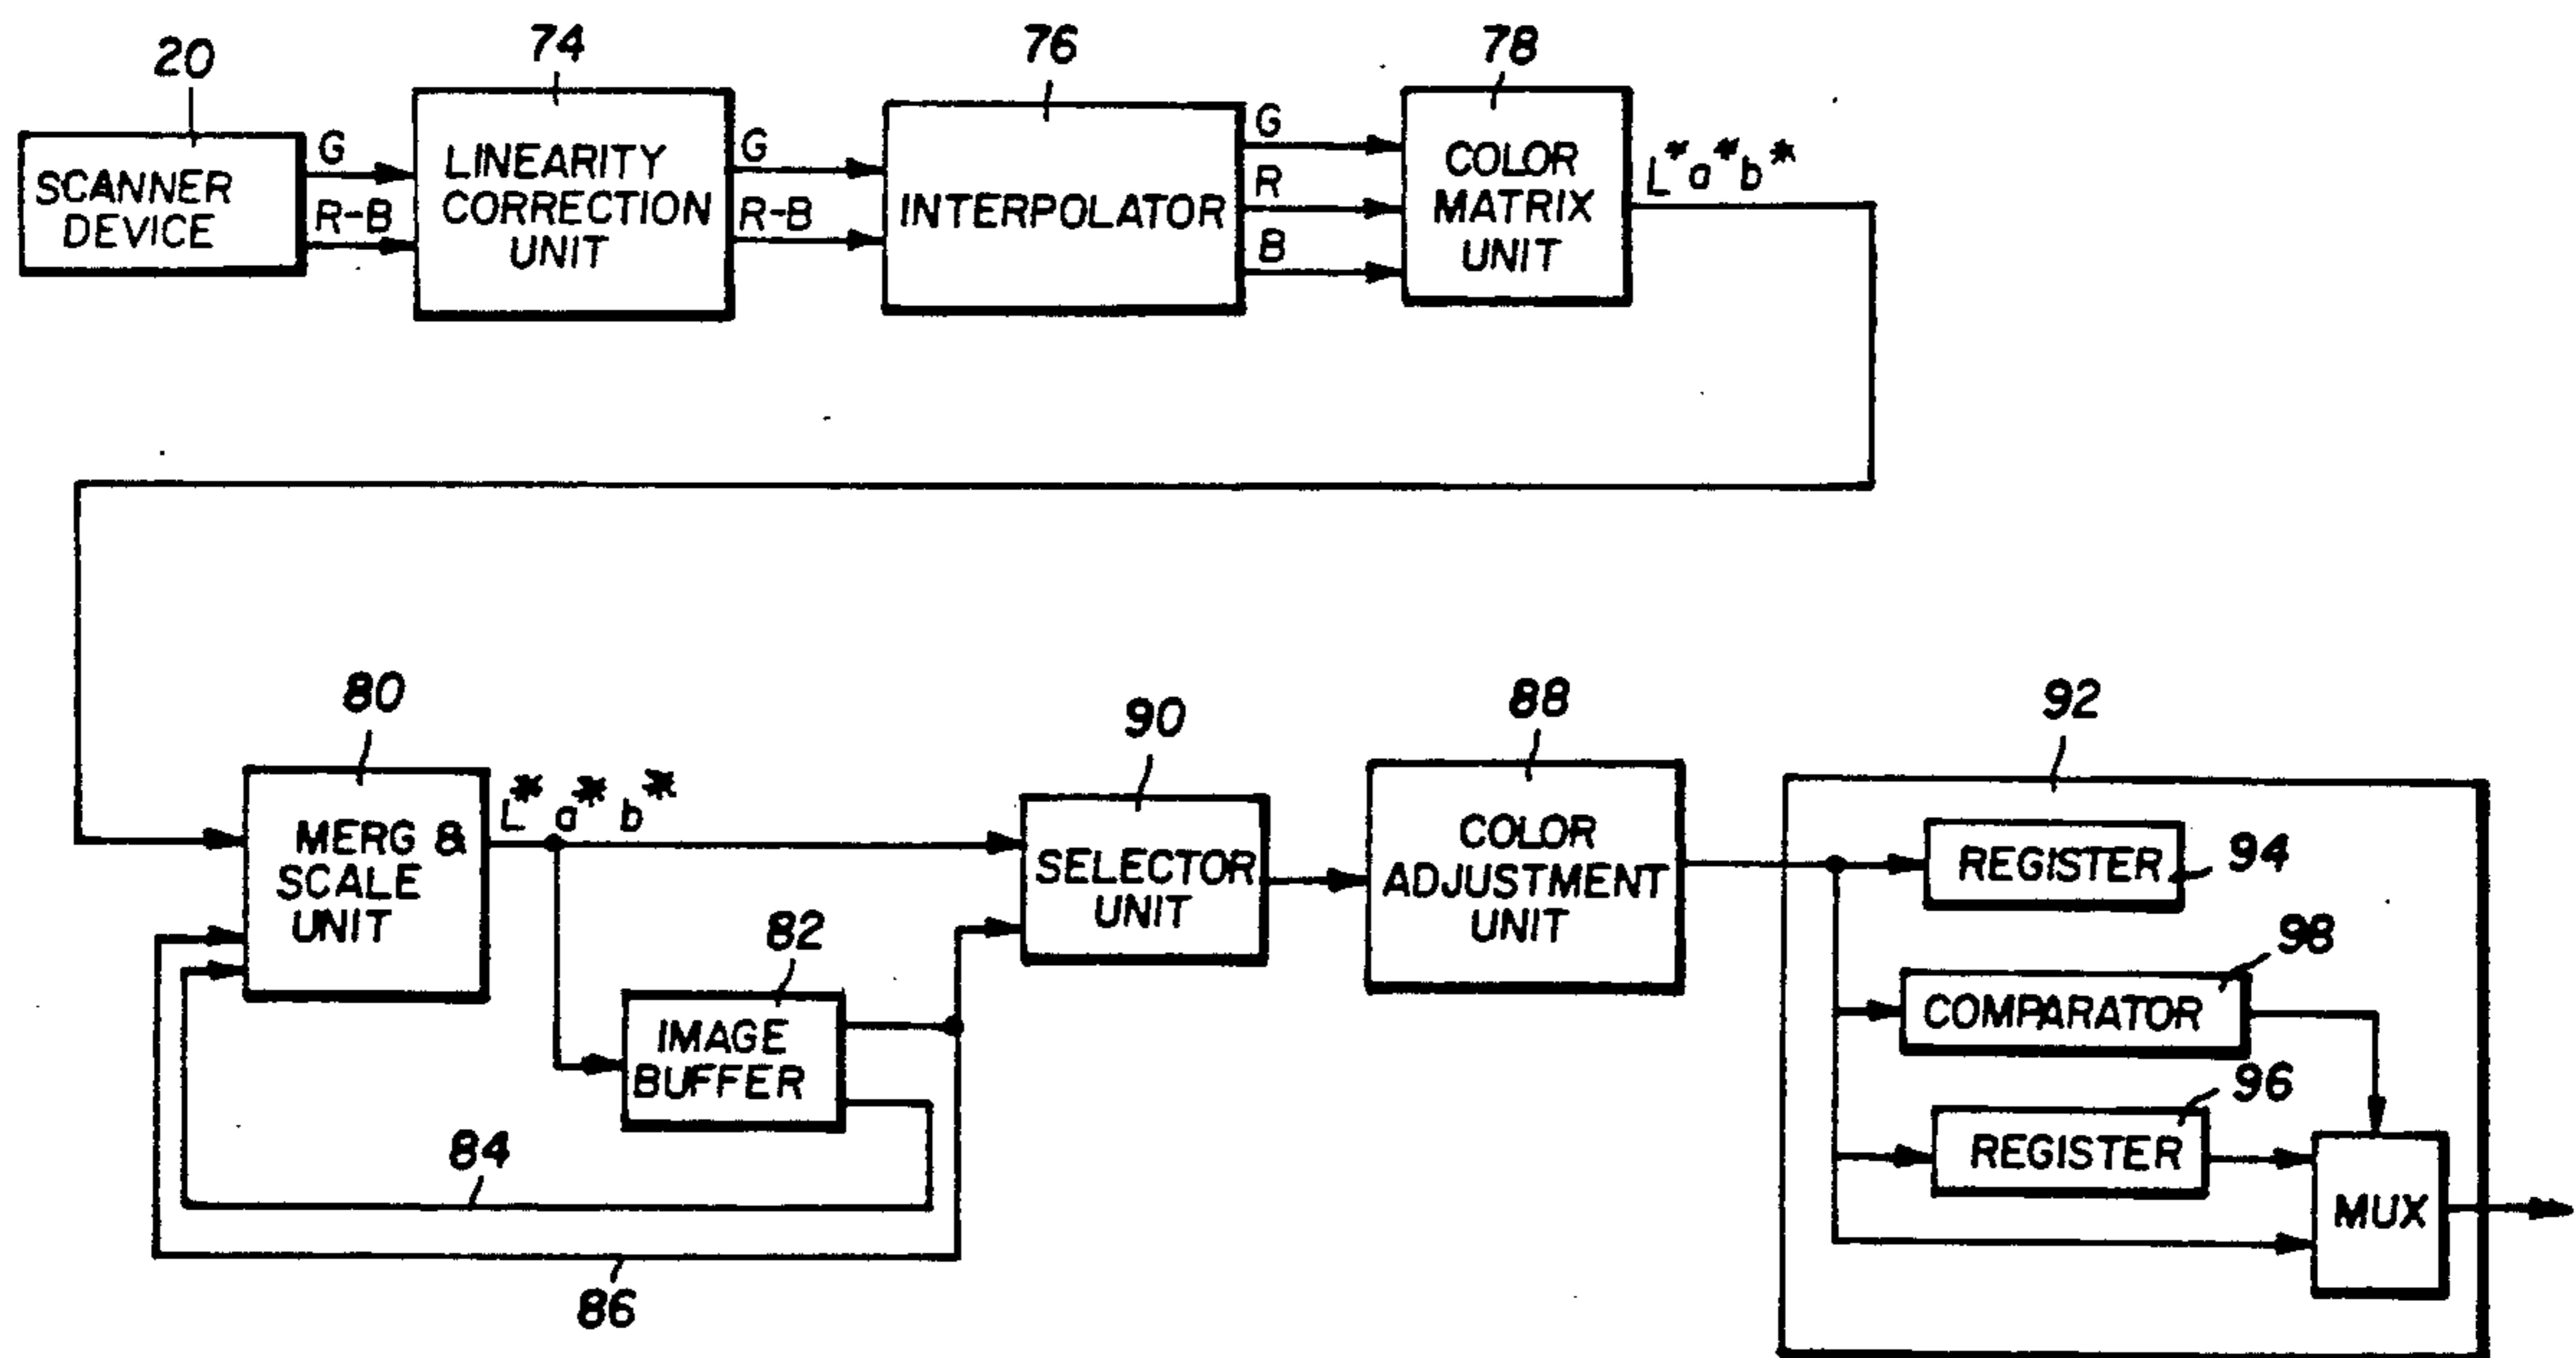 20
74
76
78
SCANNER
DEVICE
G
R-B
LINEARITY
CORRECTION
UNIT
G
R-B
INTERPOLATOR
G
R
B
COLOR
MATRIX
UNIT
L*a*b*
80
MERG &
SCALE
UNIT
L* a* b*
82
IMAGE
BUFFER
84
86
90
SELECTOR
UNIT
88
COLOR
ADJUSTMENT
UNIT
92
REGISTER
94
98
COMPARATOR
96
REGISTER
MUX